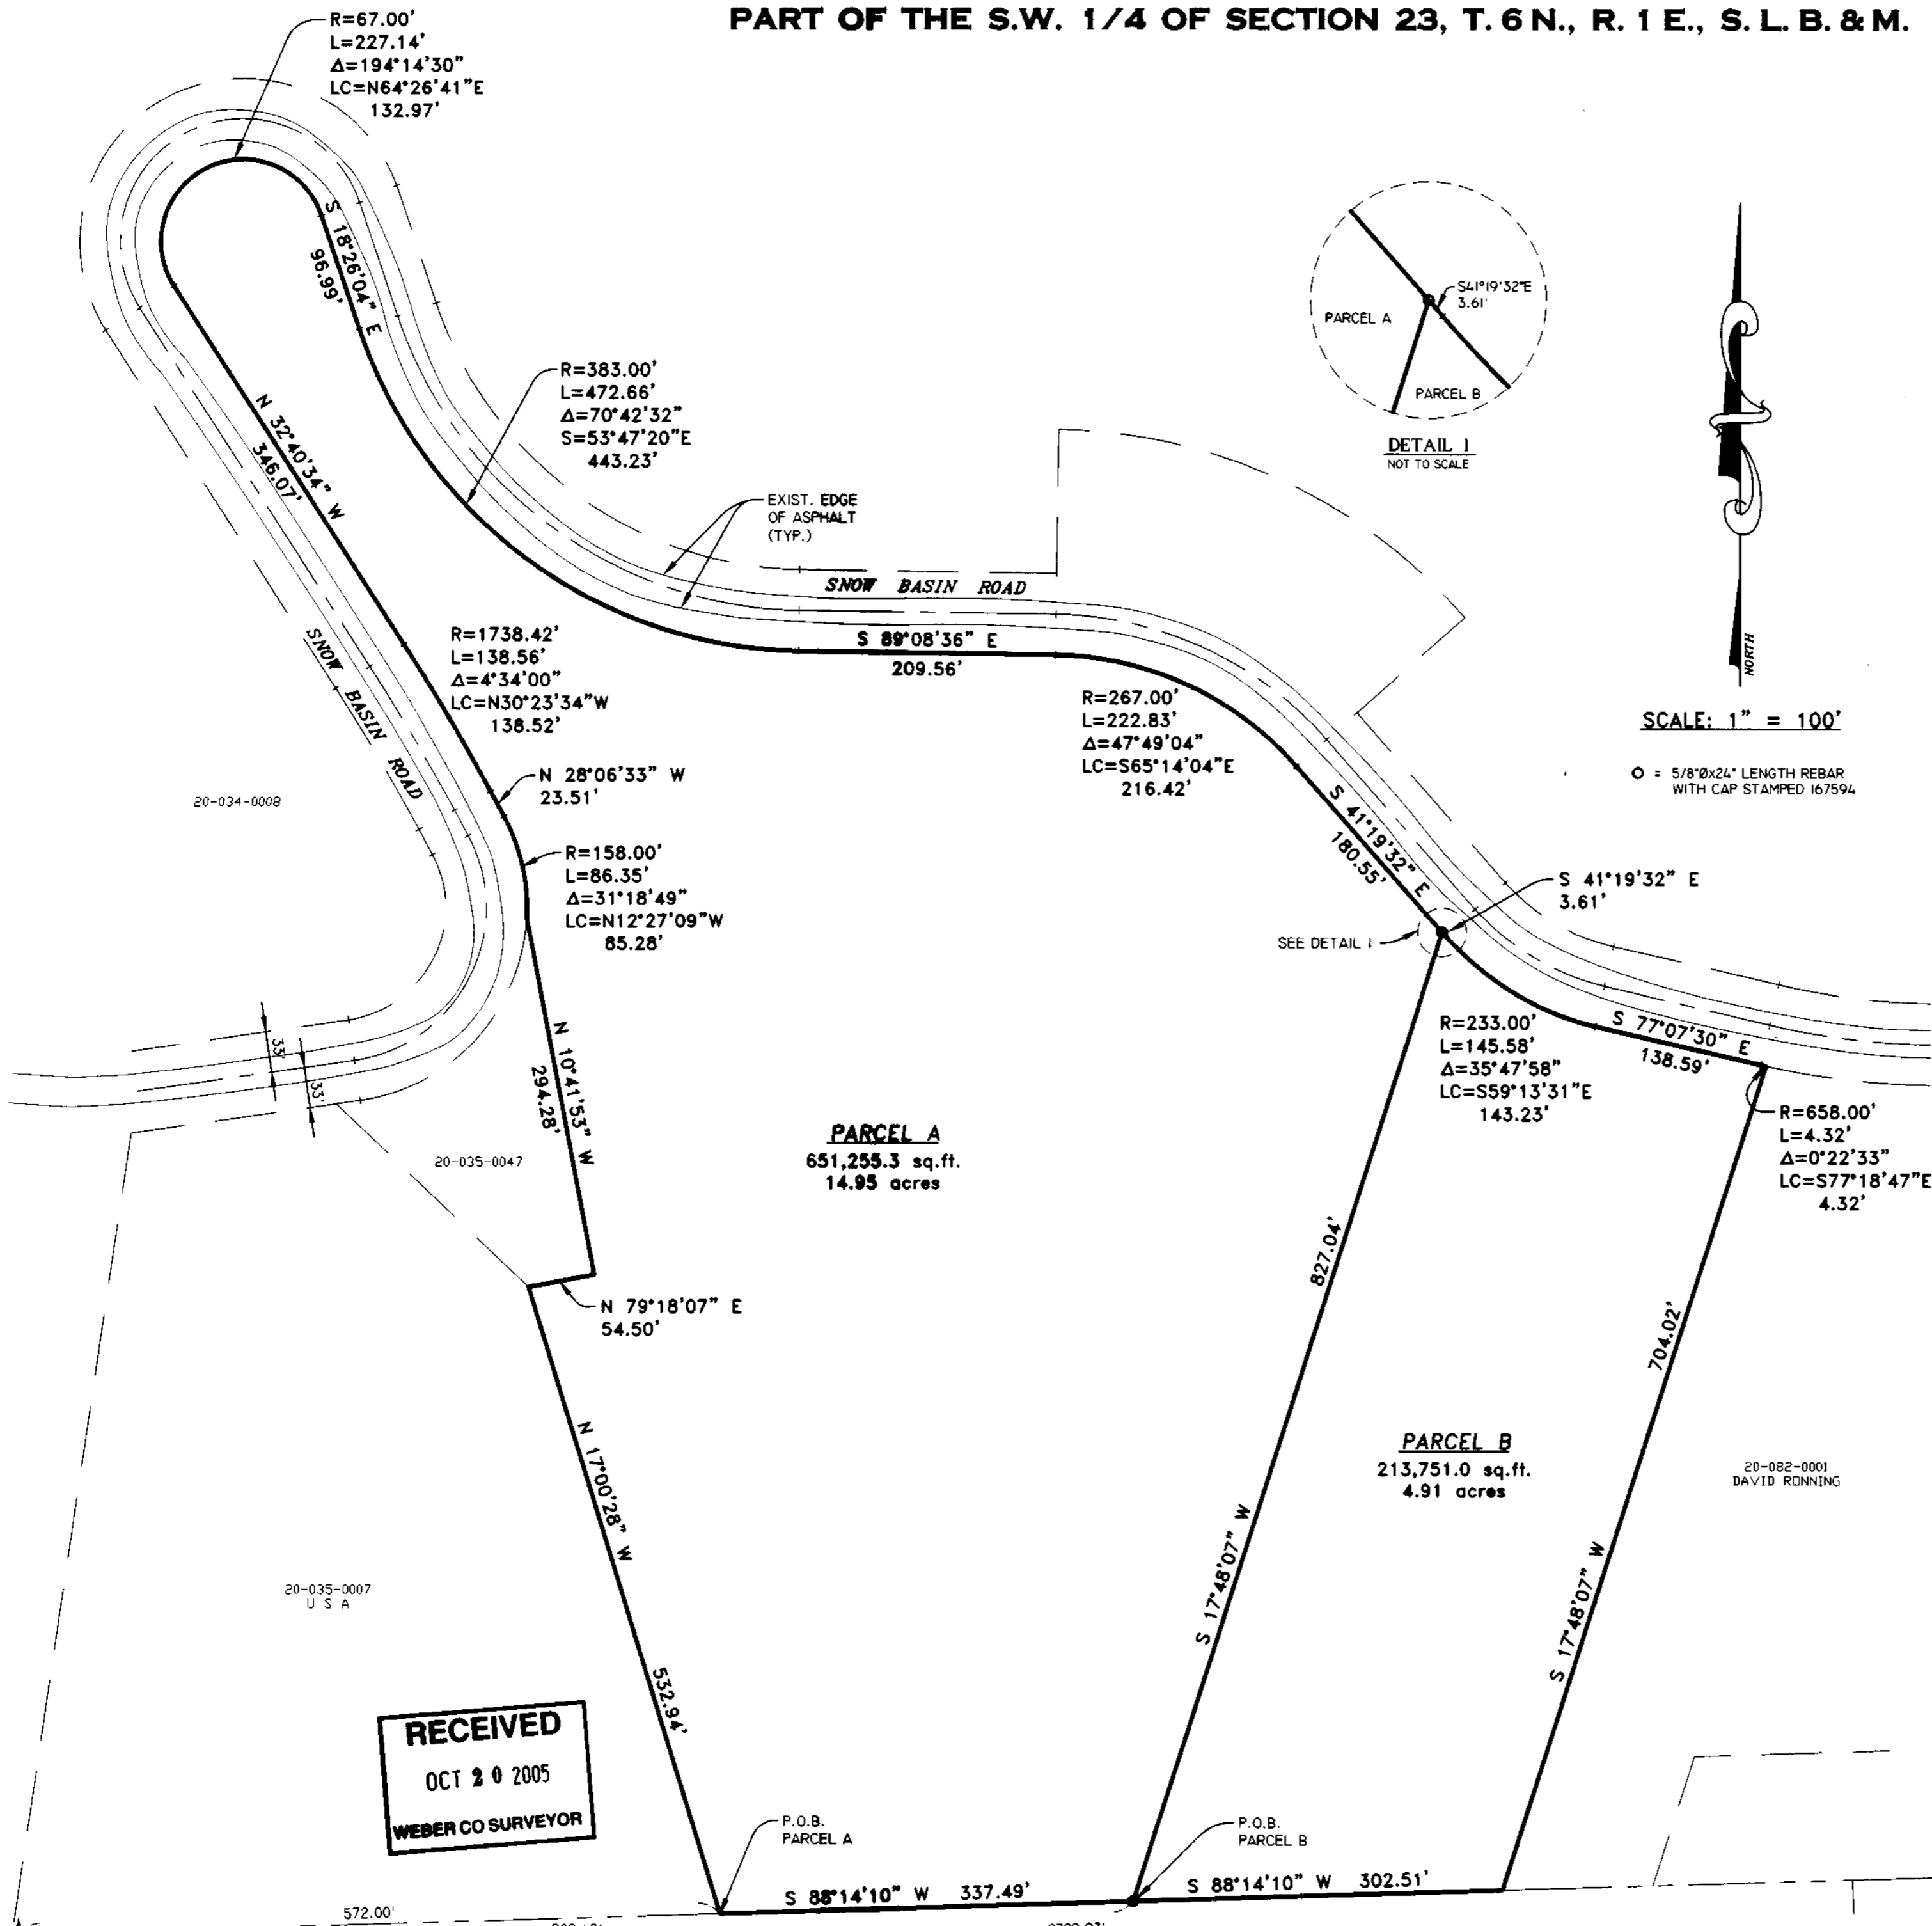 PART OF THE S.W. 1/4 OF SECTION 23, T. 6 N., R. 1 E., S. L. B. & M.
R=67.00'
L=227.14'
Δ=194°14'30"
LC=N64°26'41"E
132.97'
S 18°26'04" E
96.99'
R=383.00'
L=472.66'
Δ=70°42'32"
S=53°47'20"E
443.23'
N 32°40'34" W
346.07'
EXIST. EDGE
OF ASPHALT
(TYP.)
SNOW BASIN ROAD
S 89°08'36" E
209.56'
S41°19'32"E
3.61'
PARCEL A
PARCEL B
DETAIL 1
NOT TO SCALE
NORTH
SCALE: 1" = 100'
O = 5/8"Øx24" LENGTH REBAR
WITH CAP STAMPED 167594
SNOW BASIN ROAD
R=1738.42'
L=138.56'
Δ=4°34'00"
LC=N30°23'34"W
138.52'
R=267.00'
L=222.83'
Δ=47°49'04"
LC=S65°14'04"E
216.42'
N 28°06'33" W
23.51'
20-034-0008
S 41°19'32" E
180.55'
R=158.00'
L=86.35'
Δ=31°18'49"
LC=N12°27'09"W
85.28'
S 41°19'32" E
3.61'
SEE DETAIL 1
33'
33'
N 10°41'53" W
294.28'
R=233.00'
L=145.58'
Δ=35°47'58"
LC=S59°13'31"E
143.23'
S 77°07'30" E
138.59'
R=658.00'
L=4.32'
Δ=0°22'33"
LC=S77°18'47"E
4.32'
20-035-0047
PARCEL A
651,255.3 sq.ft.
14.95 acres
N 79°18'07" E
54.50'
827.04'
S 17°48'07" W
704.02'
S 17°48'07" W
N 17°00'28" W
532.94'
PARCEL B
213,751.0 sq.ft.
4.91 acres
20-082-0001
DAVID RONNING
20-035-0007
U S A
RECEIVED
OCT 20 2005
WEBER CO SURVEYOR
P.O.B.
PARCEL A
P.O.B.
PARCEL B
S 88°14'10" W 337.49'
S 88°14'10" W 302.51'
572.00'